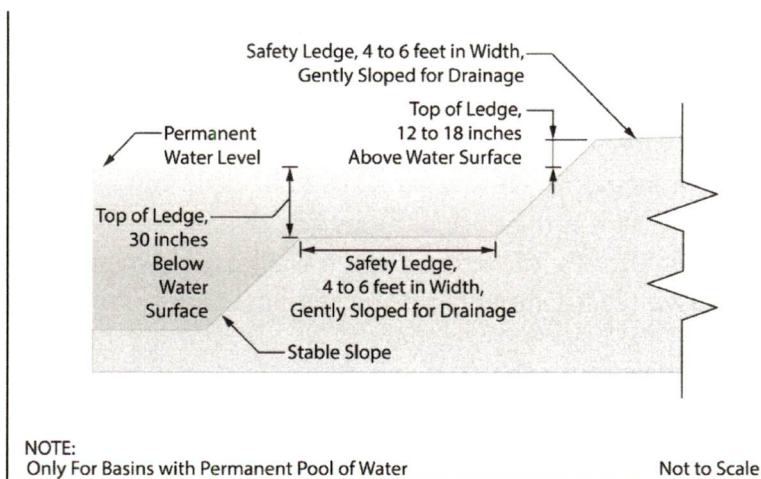 Safety Ledge, 4 to 6 feet in Width,
Gently Sloped for Drainage
Top of Ledge,
12 to 18 inches
Above Water Surface
Permanent
Water Level
Top of Ledge,
30 inches
Below
Water
Surface
Safety Ledge,
4 to 6 feet in Width,
Gently Sloped for Drainage
Stable Slope
NOTE:
Only For Basins with Permanent Pool of Water
Not to Scale